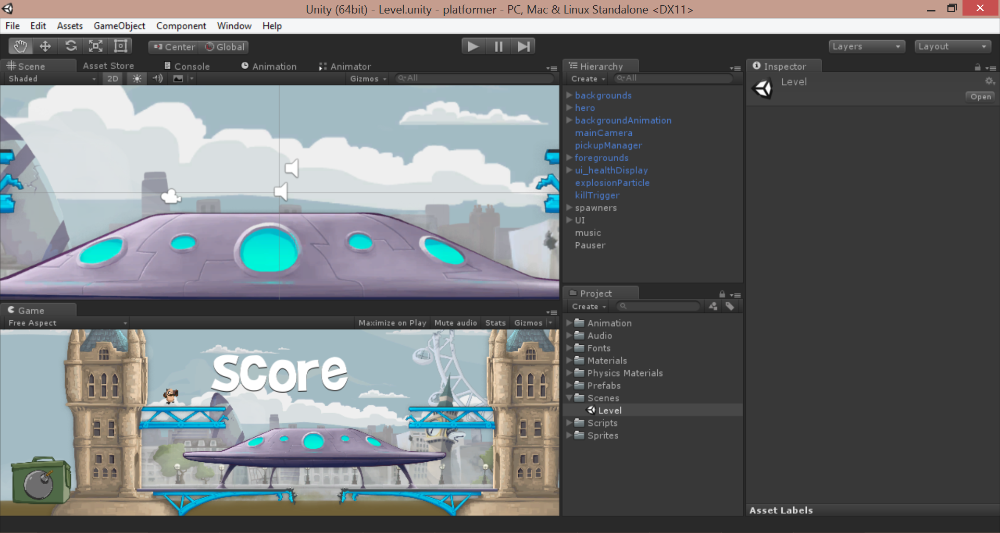 Unity (64bit) - Level.unity - platformer - PC, Mac & Linux Standalone <DX11>
File Edit Assets GameObject Component Window Help
Center Global
Layers Layout
Scene Asset Store Console Animation Animator
Shaded 2D Gizmos All
Hierarchy
Create All
backgrounds
hero
backgroundAnimation
mainCamera
pickupManager
foregrounds
ui_healthDisplay
explosionParticle
killTrigger
spawners
UI
music
Pauser
Inspector
Level
Open
Game
Free Aspect Maximize on Play Mute audio Stats Gizmos
score
Project
Create
Animation
Audio
Fonts
Materials
Physics Materials
Prefabs
Scenes
Level
Scripts
Sprites
Asset Labels